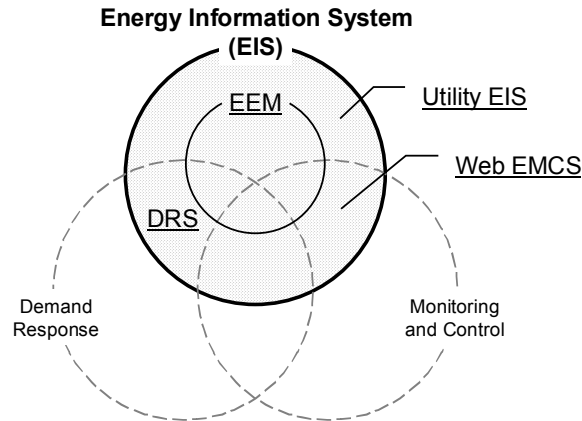 Energy Information System
(EIS)
EEM
Utility EIS
Web EMCS
DRS
Demand
Response
Monitoring
and Control